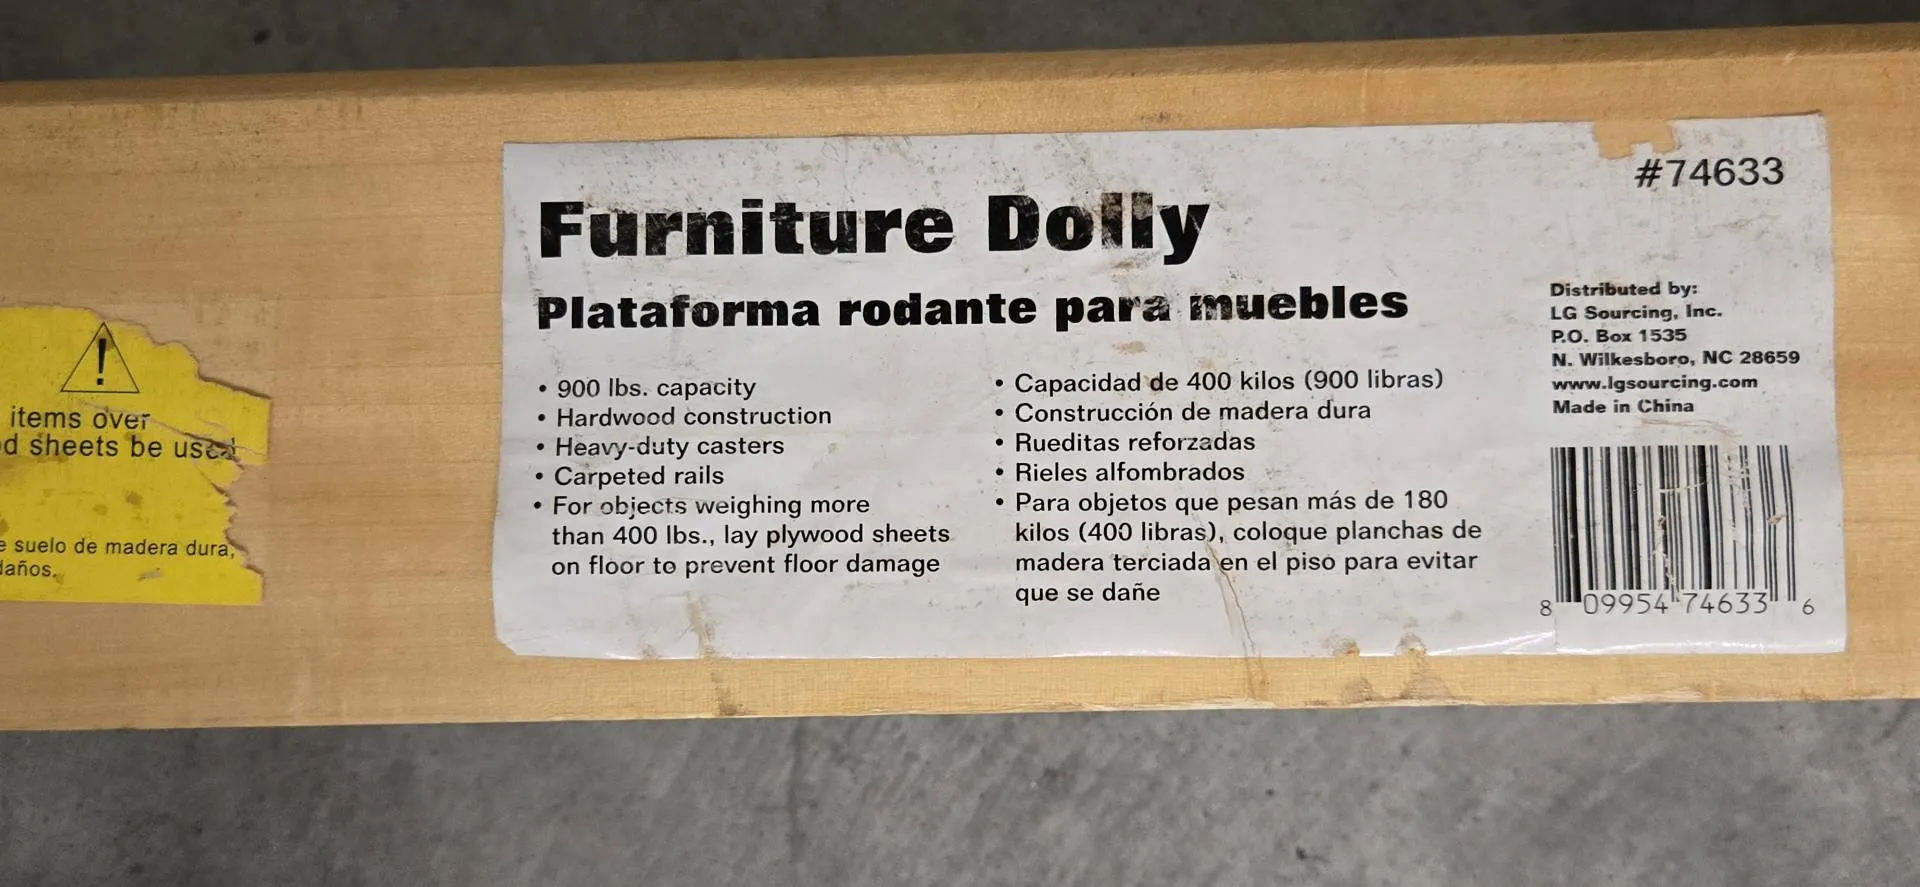 !
items over
sheets be used
suelo de madera dura,
daños.
#74633
Furniture Dolly
Plataforma rodante para muebles
• 900 lbs. capacity
• Hardwood construction
• Heavy-duty casters
• Carpeted rails
• For objects weighing more
than 400 lbs., lay plywood sheets
on floor to prevent floor damage
• Capacidad de 400 kilos (900 libras)
• Construcción de madera dura
• Rueditas reforzadas
• Rieles alfombrados
• Para objetos que pesan más de 180
kilos (400 libras), coloque planchas de
madera terciada en el piso para evitar
que se dañe
Distributed by:
LG Sourcing, Inc.
P.O. Box 1535
N. Wilkesboro, NC 28659
www.lgsourcing.com
Made in China
8 09954 74633 6